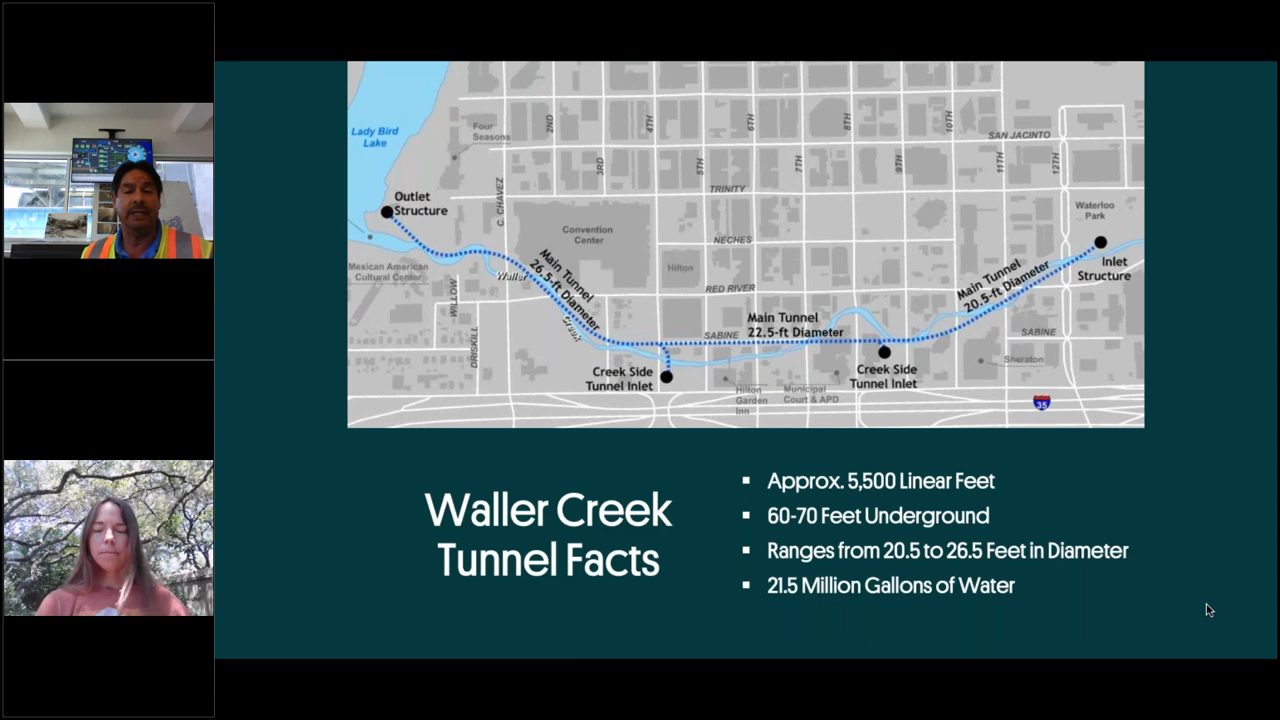 Lady Bird
Lake
Four
Seasons
2ND
3RD
4TH
5TH
6TH
7TH
8TH
9TH
10TH
11TH
12TH
SAN JACINTO
TRINITY
NECHES
RED RIVER
SABINE
SABINE
C. CHAVEZ
WILLOW
DRISKILL
Outlet
Structure
Convention
Center
Hilton
Waterloo
Park
Inlet
Structure
Mexican American
Cultural Center
Waller
Creek
Main Tunnel
26.5-ft Diameter
Main Tunnel
22.5-ft Diameter
Main Tunnel
20.5-ft Diameter
Creek Side
Tunnel Inlet
Creek Side
Tunnel Inlet
Hilton
Garden
Inn
Municipal
Court & APD
Sheraton
35
Waller Creek
Tunnel Facts
▪ Approx. 5,500 Linear Feet
▪ 60-70 Feet Underground
▪ Ranges from 20.5 to 26.5 Feet in Diameter
▪ 21.5 Million Gallons of Water